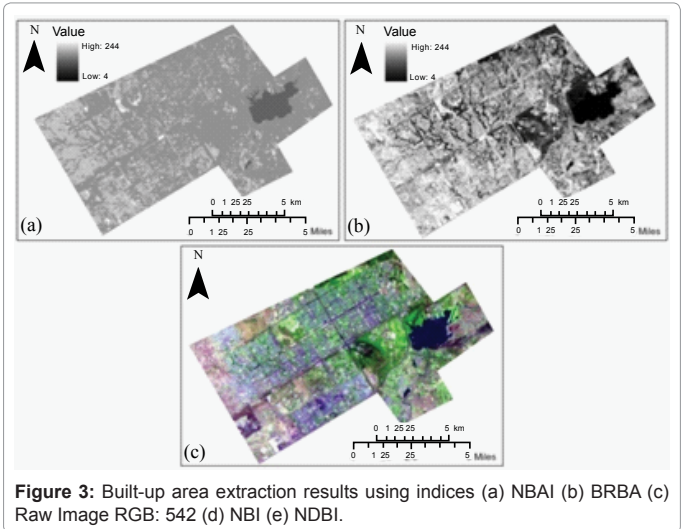 N
Value
High: 244
Low: 4
0 1 25 25 5 km
0 1 25 25 5 Miles
(a)
N
Value
High: 244
Low: 4
0 1 25 25 5 km
0 1 25 25 5 Miles
(b)
N
0 1 25 25 5 km
0 1 25 25 5 Miles
(c)
Figure 3: Built-up area extraction results using indices (a) NBAI (b) BRBA (c)
Raw Image RGB: 542 (d) NBI (e) NDBI.